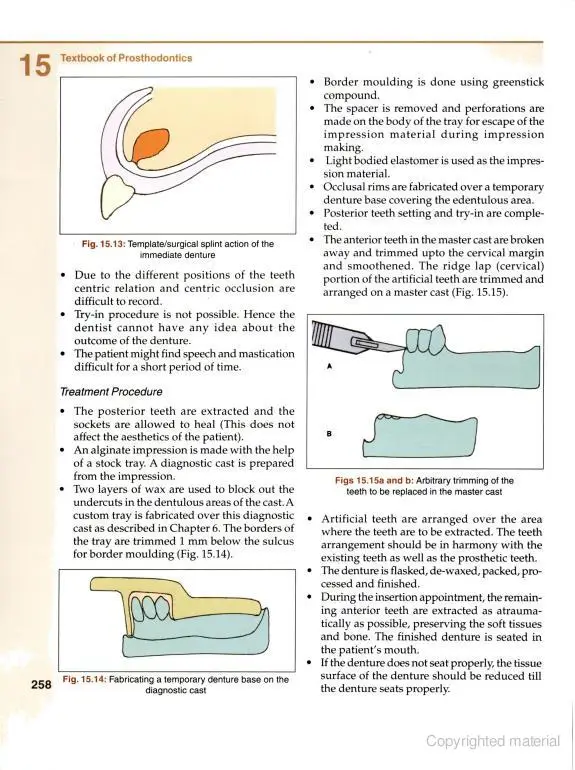 15
Textbook of Prosthodontics
Fig. 15.13: Template/surgical splint action of the
immediate denture
• Due to the different positions of the teeth
centric relation and centric occlusion are
difficult to record.
• Try-in procedure is not possible. Hence the
dentist cannot have any idea about the
outcome of the denture.
• The patient might find speech and mastication
difficult for a short period of time.
Treatment Procedure
• The posterior teeth are extracted and the
sockets are allowed to heal (This does not
affect the aesthetics of the patient).
• An alginate impression is made with the help
of a stock tray. A diagnostic cast is prepared
from the impression.
• Two layers of wax are used to block out the
undercuts in the dentulous areas of the cast. A
custom tray is fabricated over this diagnostic
cast as described in Chapter 6. The borders of
the tray are trimmed 1 mm below the sulcus
for border moulding (Fig. 15.14).
Fig. 15.14: Fabricating a temporary denture base on the
diagnostic cast
258
• Border moulding is done using greenstick
compound.
• The spacer is removed and perforations are
made on the body of the tray for escape of the
impression material during impression
making.
• Light bodied elastomer is used as the impres-
sion material.
• Occlusal rims are fabricated over a temporary
denture base covering the edentulous area.
• Posterior teeth setting and try-in are comple-
ted.
• The anterior teeth in the master cast are broken
away and trimmed upto the cervical margin
and smoothened. The ridge lap (cervical)
portion of the artificial teeth are trimmed and
arranged on a master cast (Fig. 15.15).
A
B
Figs 15.15a and b: Arbitrary trimming of the
teeth to be replaced in the master cast
• Artificial teeth are arranged over the area
where the teeth are to be extracted. The teeth
arrangement should be in harmony with the
existing teeth as well as the prosthetic teeth.
• The denture is flasked, de-waxed, packed, pro-
cessed and finished.
• During the insertion appointment, the remain-
ing anterior teeth are extracted as atrauma-
tically as possible, preserving the soft tissues
and bone. The finished denture is seated in
the patient's mouth.
• If the denture does not seat properly, the tissue
surface of the denture should be reduced till
the denture seats properly.
Copyrighted material